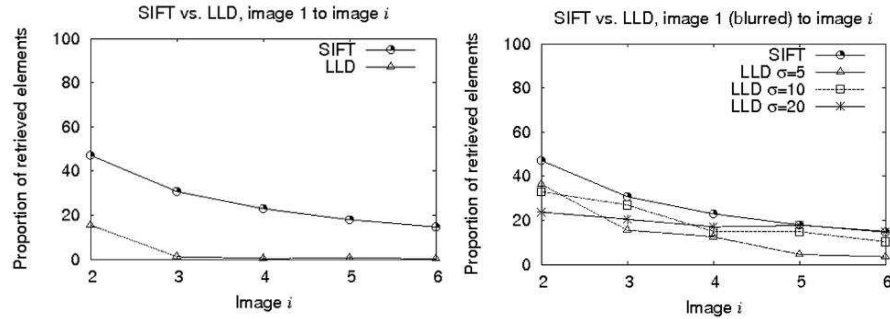 SIFT vs. LLD, image 1 to image i
Proportion of retrieved elements
100
80
60
40
20
0
SIFT
LLD
2 3 4 5 6
Image i
SIFT vs. LLD, image 1 (blurred) to image i
Proportion of retrieved elements
100
80
60
40
20
0
SIFT
LLD σ=5
LLD σ=10
LLD σ=20
2 3 4 5 6
Image i